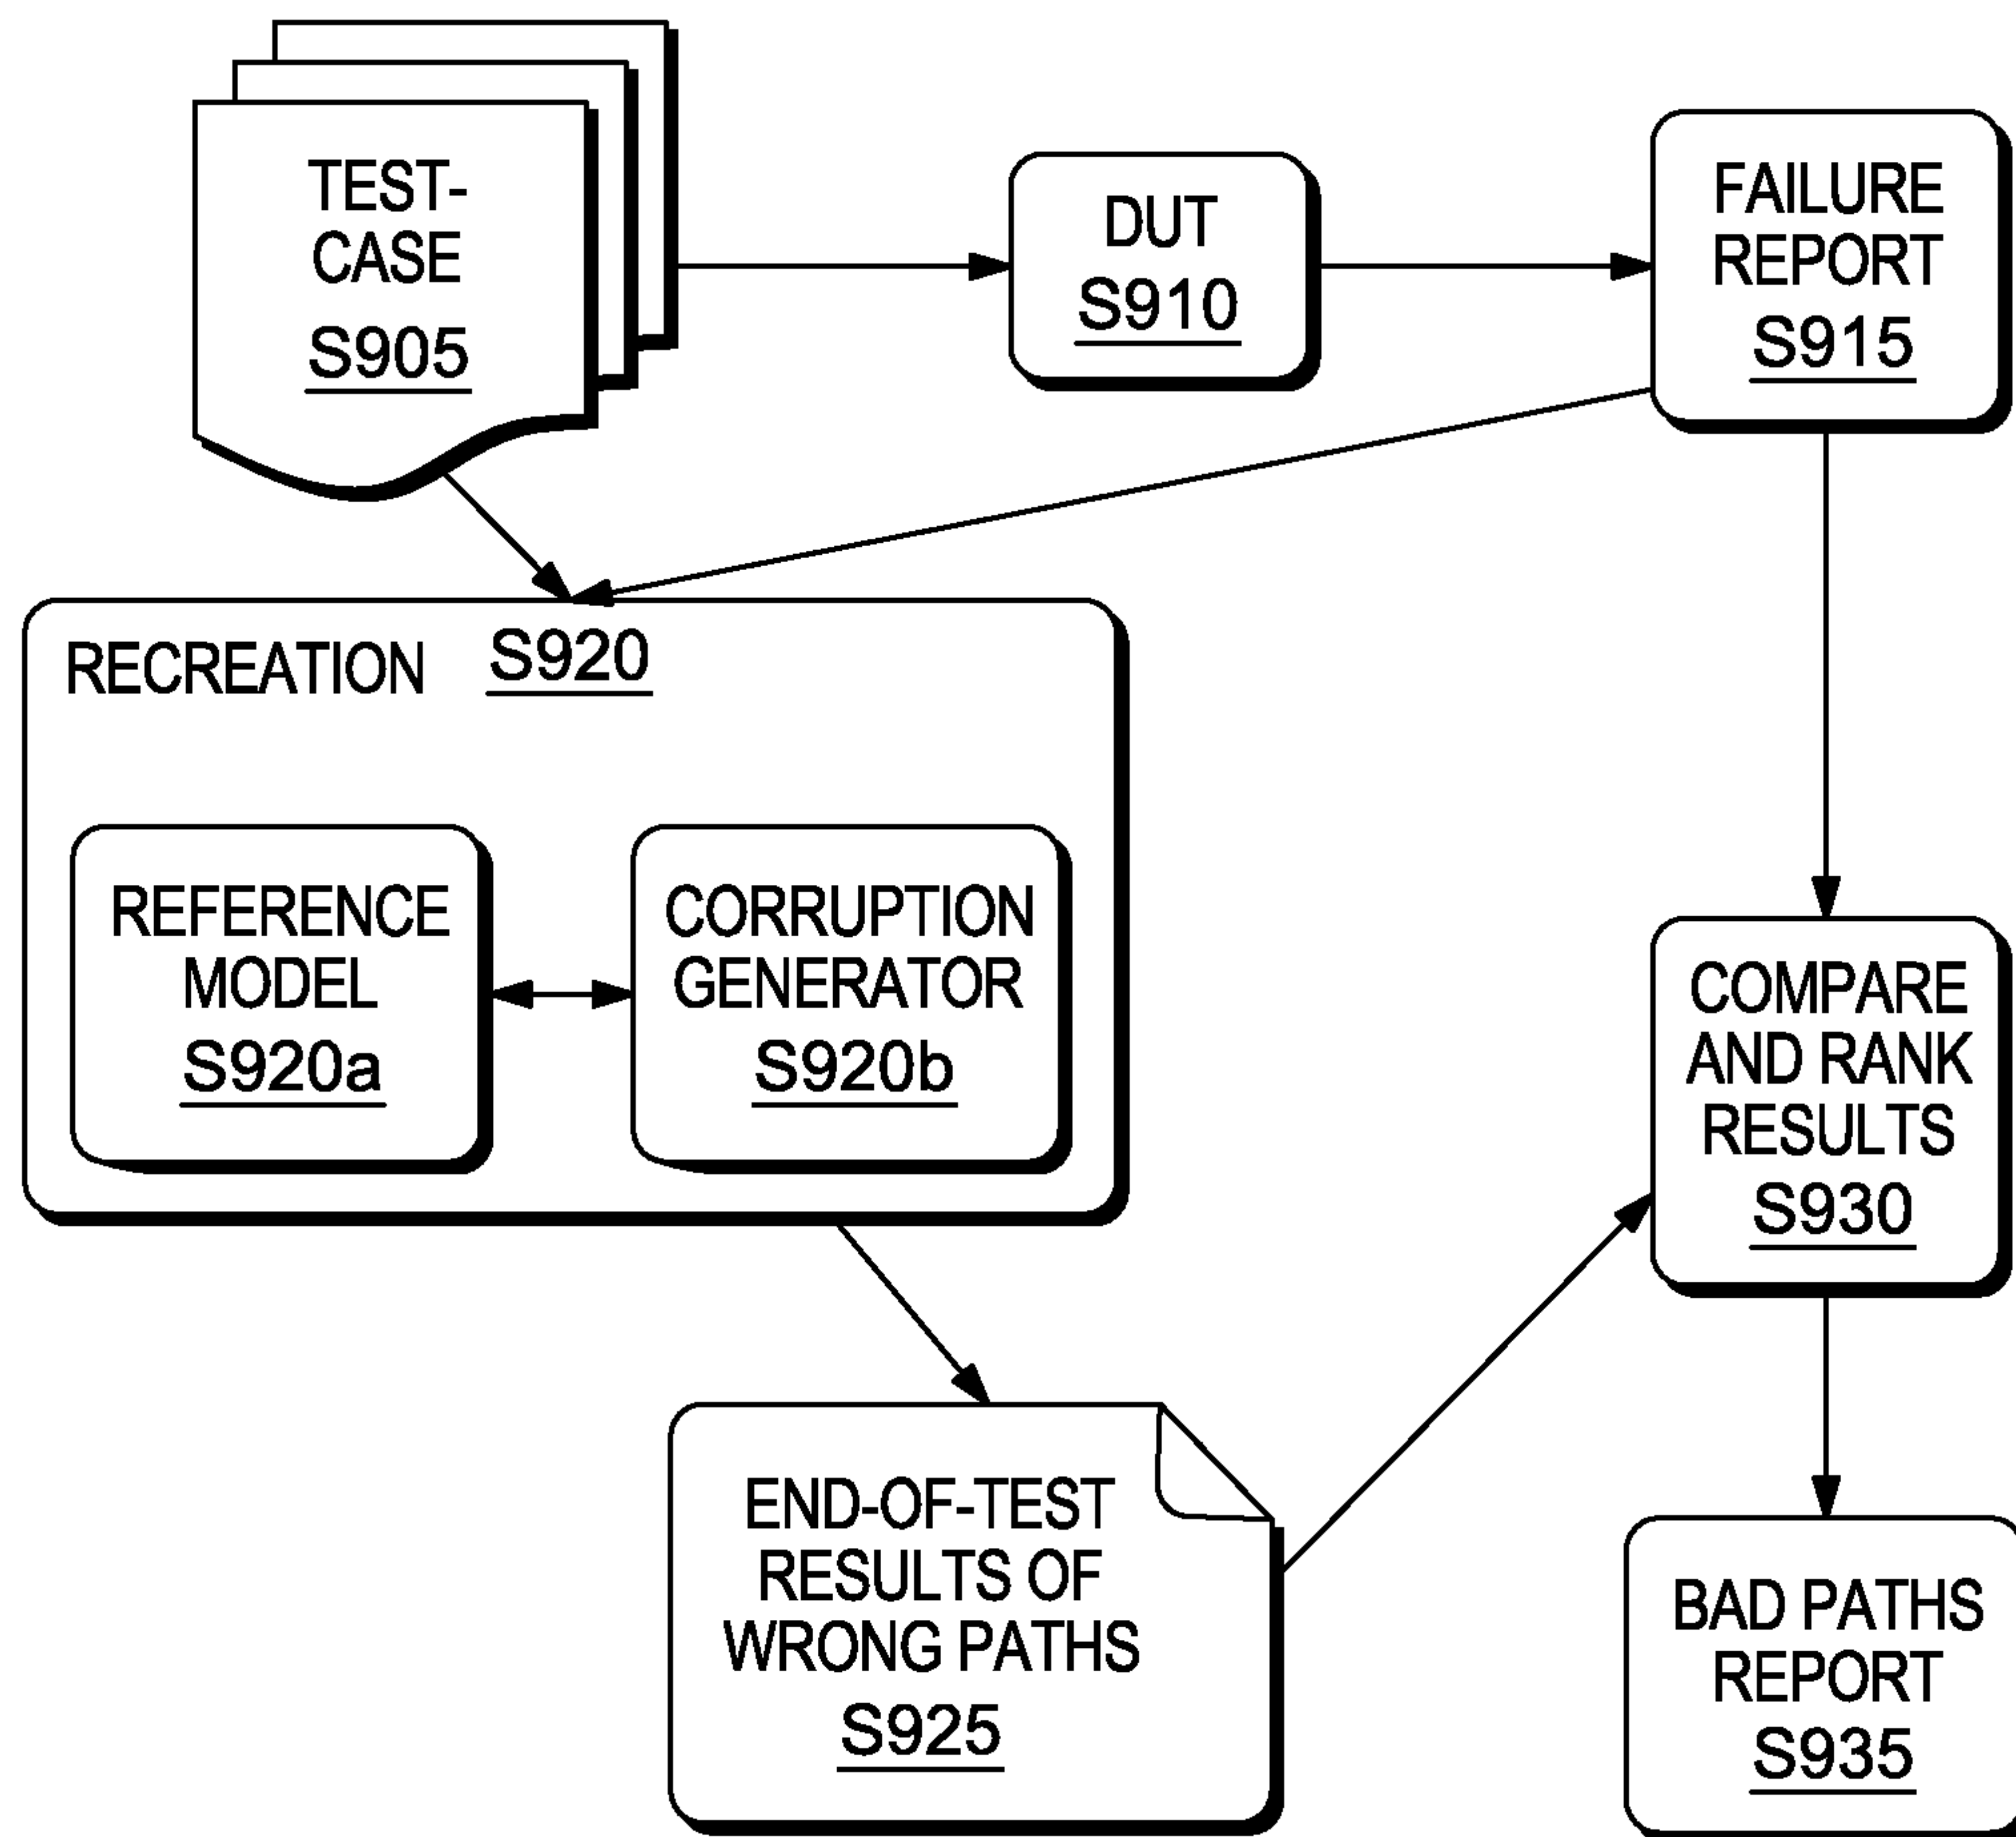 TEST-
CASE
S905
DUT
S910
FAILURE
REPORT
S915
RECREATION S920
REFERENCE
MODEL
S920a
CORRUPTION
GENERATOR
S920b
COMPARE
AND RANK
RESULTS
S930
END-OF-TEST
RESULTS OF
WRONG PATHS
S925
BAD PATHS
REPORT
S935